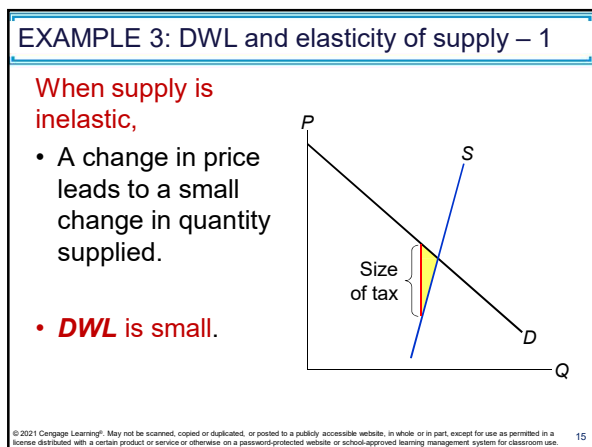 EXAMPLE 3: DWL and elasticity of supply – 1
When supply is
inelastic,
• A change in price
leads to a small
change in quantity
supplied.
• DWL is small.
P
S
Size
of tax
D
Q
© 2021 Cengage Learning®. May not be scanned, copied or duplicated, or posted to a publicly accessible website, in whole or in part, except for use as permitted in a
license distributed with a certain product or service or otherwise on a password-protected website or school-approved learning management system for classroom use.
15